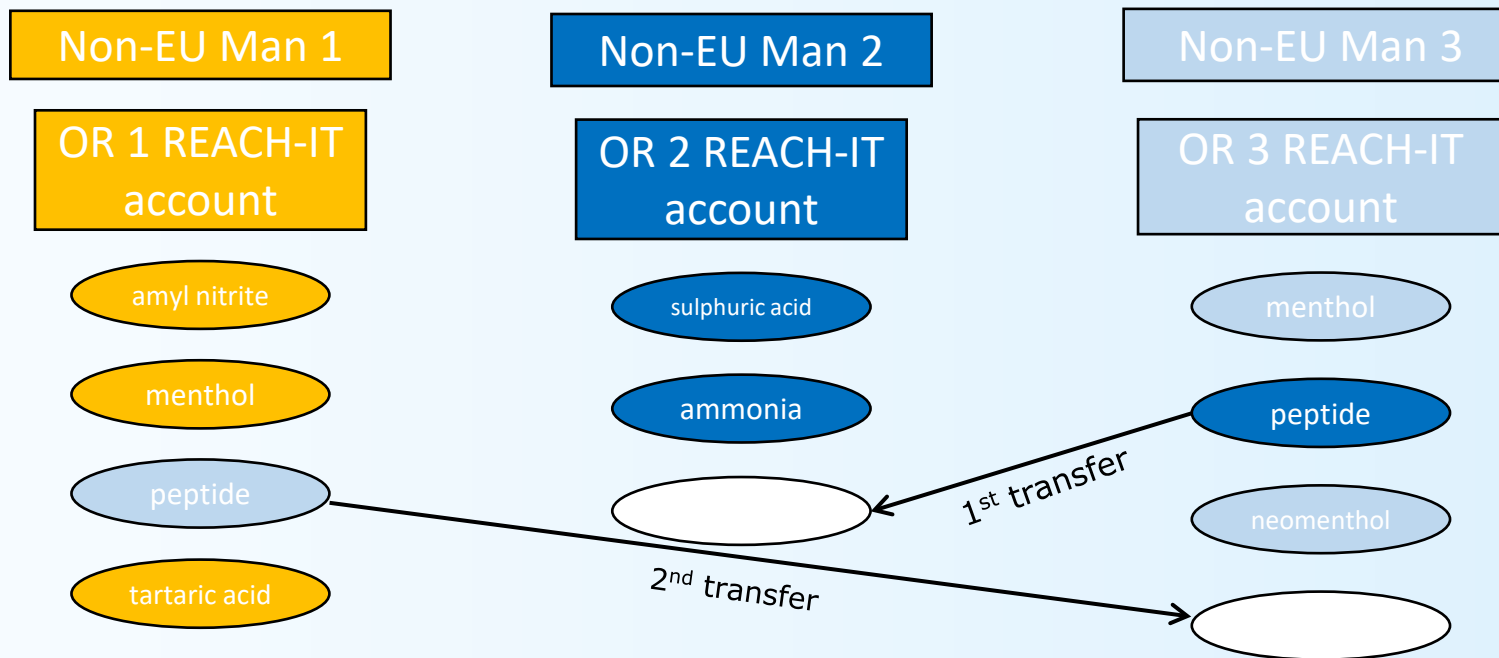 Non-EU Man 1
OR 1 REACH-IT
account
amyl nitrite
menthol
peptide
tartaric acid
Non-EU Man 2
OR 2 REACH-IT
account
sulphuric acid
ammonia
Non-EU Man 3
OR 3 REACH-IT
account
menthol
peptide
neomenthol
1st transfer
2nd transfer